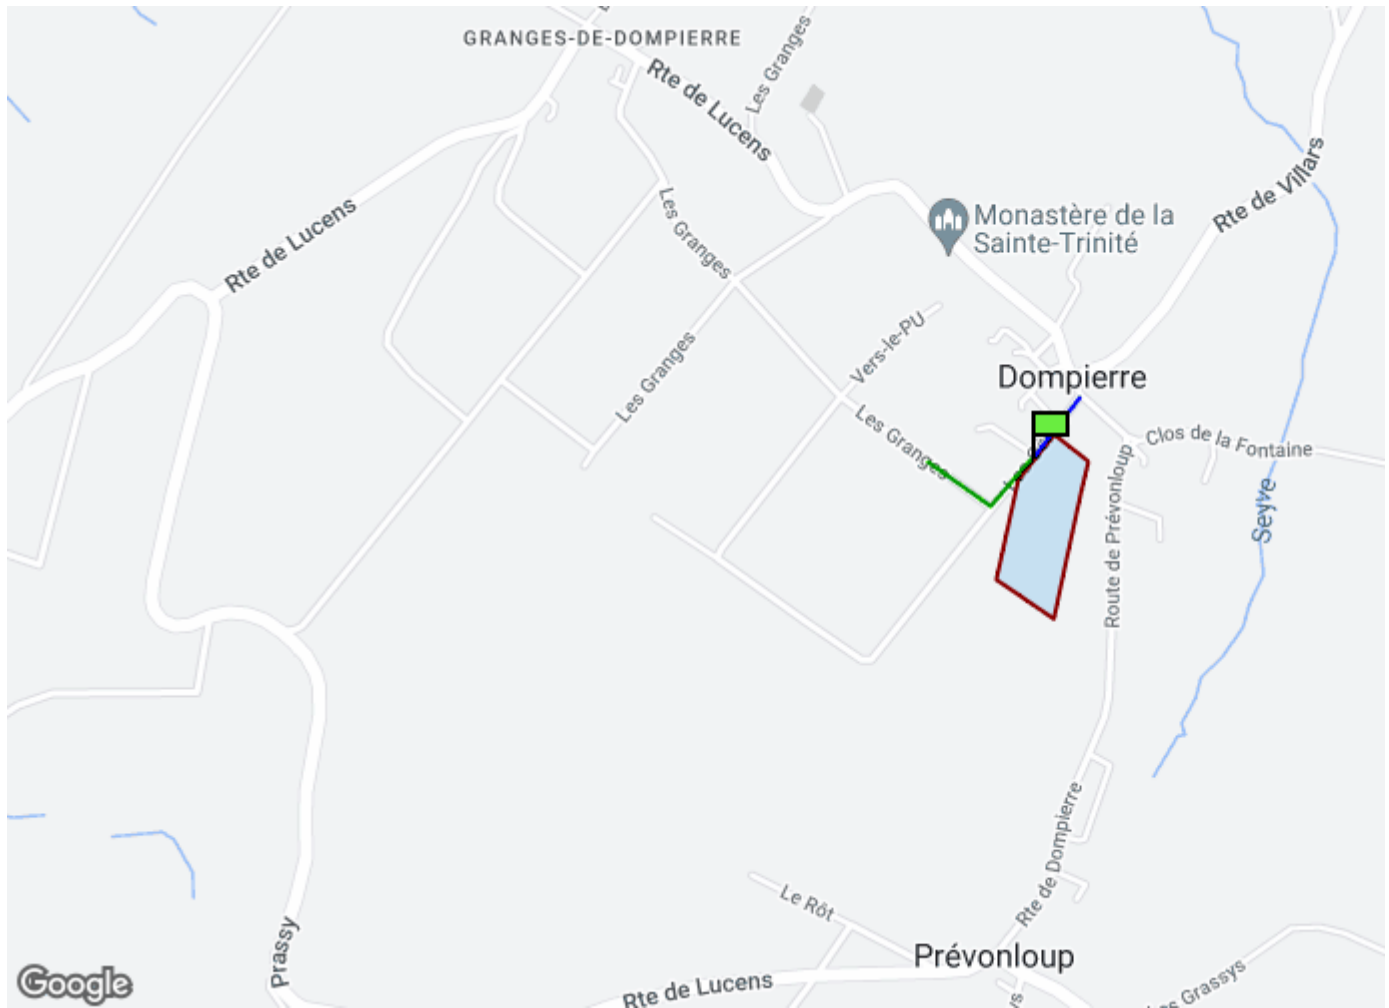 GRANGES-DE-DOMPIERRE
Rte de Lucens
Les Granges
Les Granges
Rte de Lucens
Monastère de la
Sainte-Trinité
Rte de Villars
Vers-le-PU
Les Granges
Dompierre
Les Granges
Clos de la Fontaine
Seyve
Route de Prévonloup
Rte de Dompierre
Le Rôt
Prassy
Prévonloup
Rte de Lucens
Grassys
Google